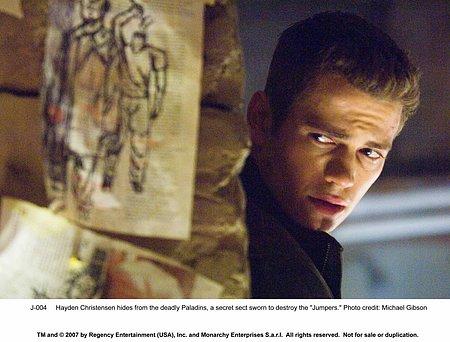 J-004 Hayden Christensen hides from the deadly Paladins, a secret sect sworn to destroy the "Jumpers." Photo credit: Michael Gibson
TM and © 2007 by Regency Entertainment (USA), Inc. and Monarchy Enterprises S.a.r.l. All rights reserved. Not for sale or duplication.